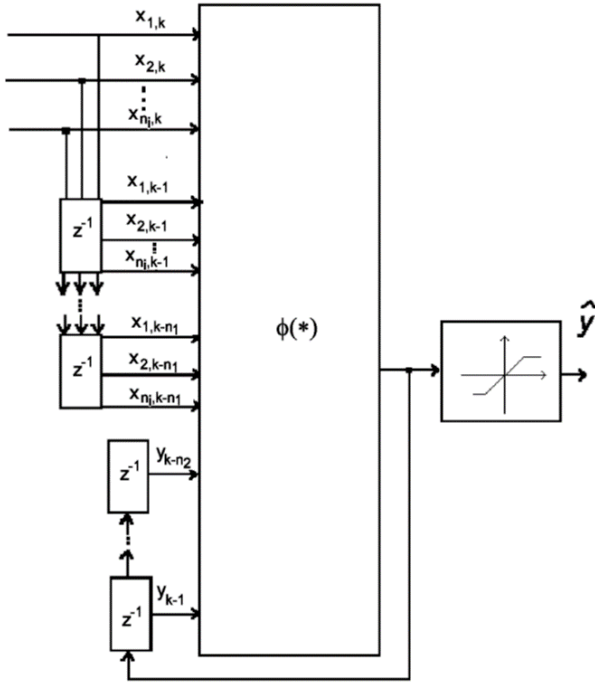 x1,k
x2,k
xni,k
x1,k-1
x2,k-1
z-1
xni,k-1
x1,k-n1
z-1
x2,k-n1
xni,k-n1
ϕ(*)
ŷ
yk-n2
z-1
yk-1
z-1